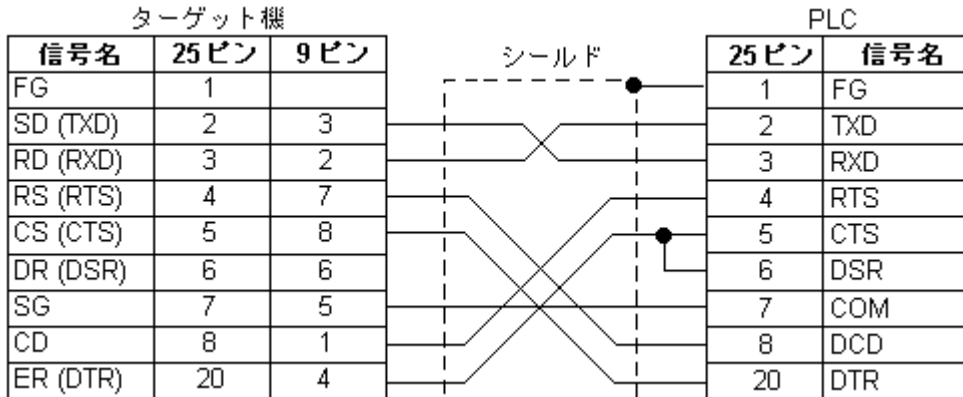 ターゲット機 PLC
信号名 25ピン 9ピン シールド 25ピン 信号名
FG 1 1 FG
SD (TXD) 2 3 2 TXD
RD (RXD) 3 2 3 RXD
RS (RTS) 4 7 4 RTS
CS (CTS) 5 8 5 CTS
DR (DSR) 6 6 6 DSR
SG 7 5 7 COM
CD 8 1 8 DCD
ER (DTR) 20 4 20 DTR